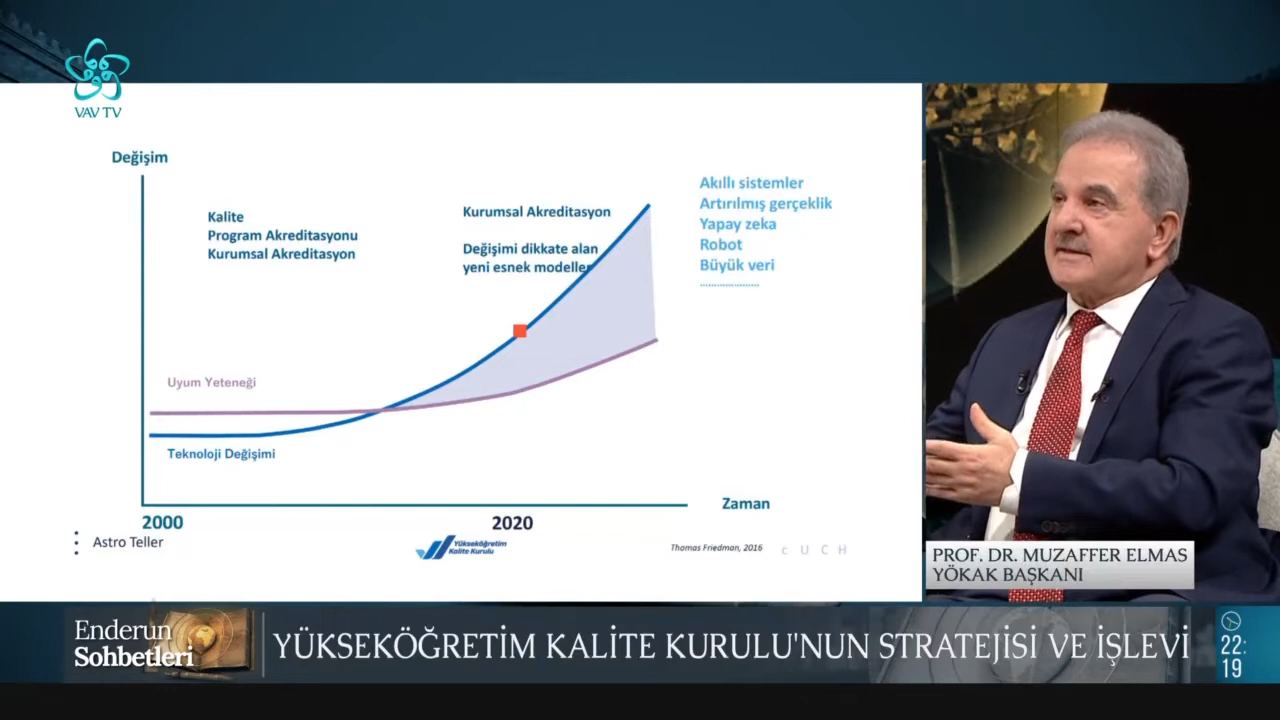 VAV TV
Değişim
Kalite
Program Akreditasyonu
Kurumsal Akreditasyon
Kurumsal Akreditasyon
Değişimi dikkate alan
yeni esnek modeller
Akıllı sistemler
Artırılmış gerçeklik
Yapay zeka
Robot
Büyük veri
.....................
Uyum Yeteneği
Teknoloji Değişimi
Zaman
2000
2020
Astro Teller
Yükseköğretim
Kalite Kurulu
Thomas Friedman, 2016
c U C H
PROF. DR. MUZAFFER ELMAS
YÖKAK BAŞKANI
Enderun
Sohbetleri
YÜKSEKÖĞRETİM KALİTE KURULU'NUN STRATEJİSİ VE İŞLEVİ
22:
19